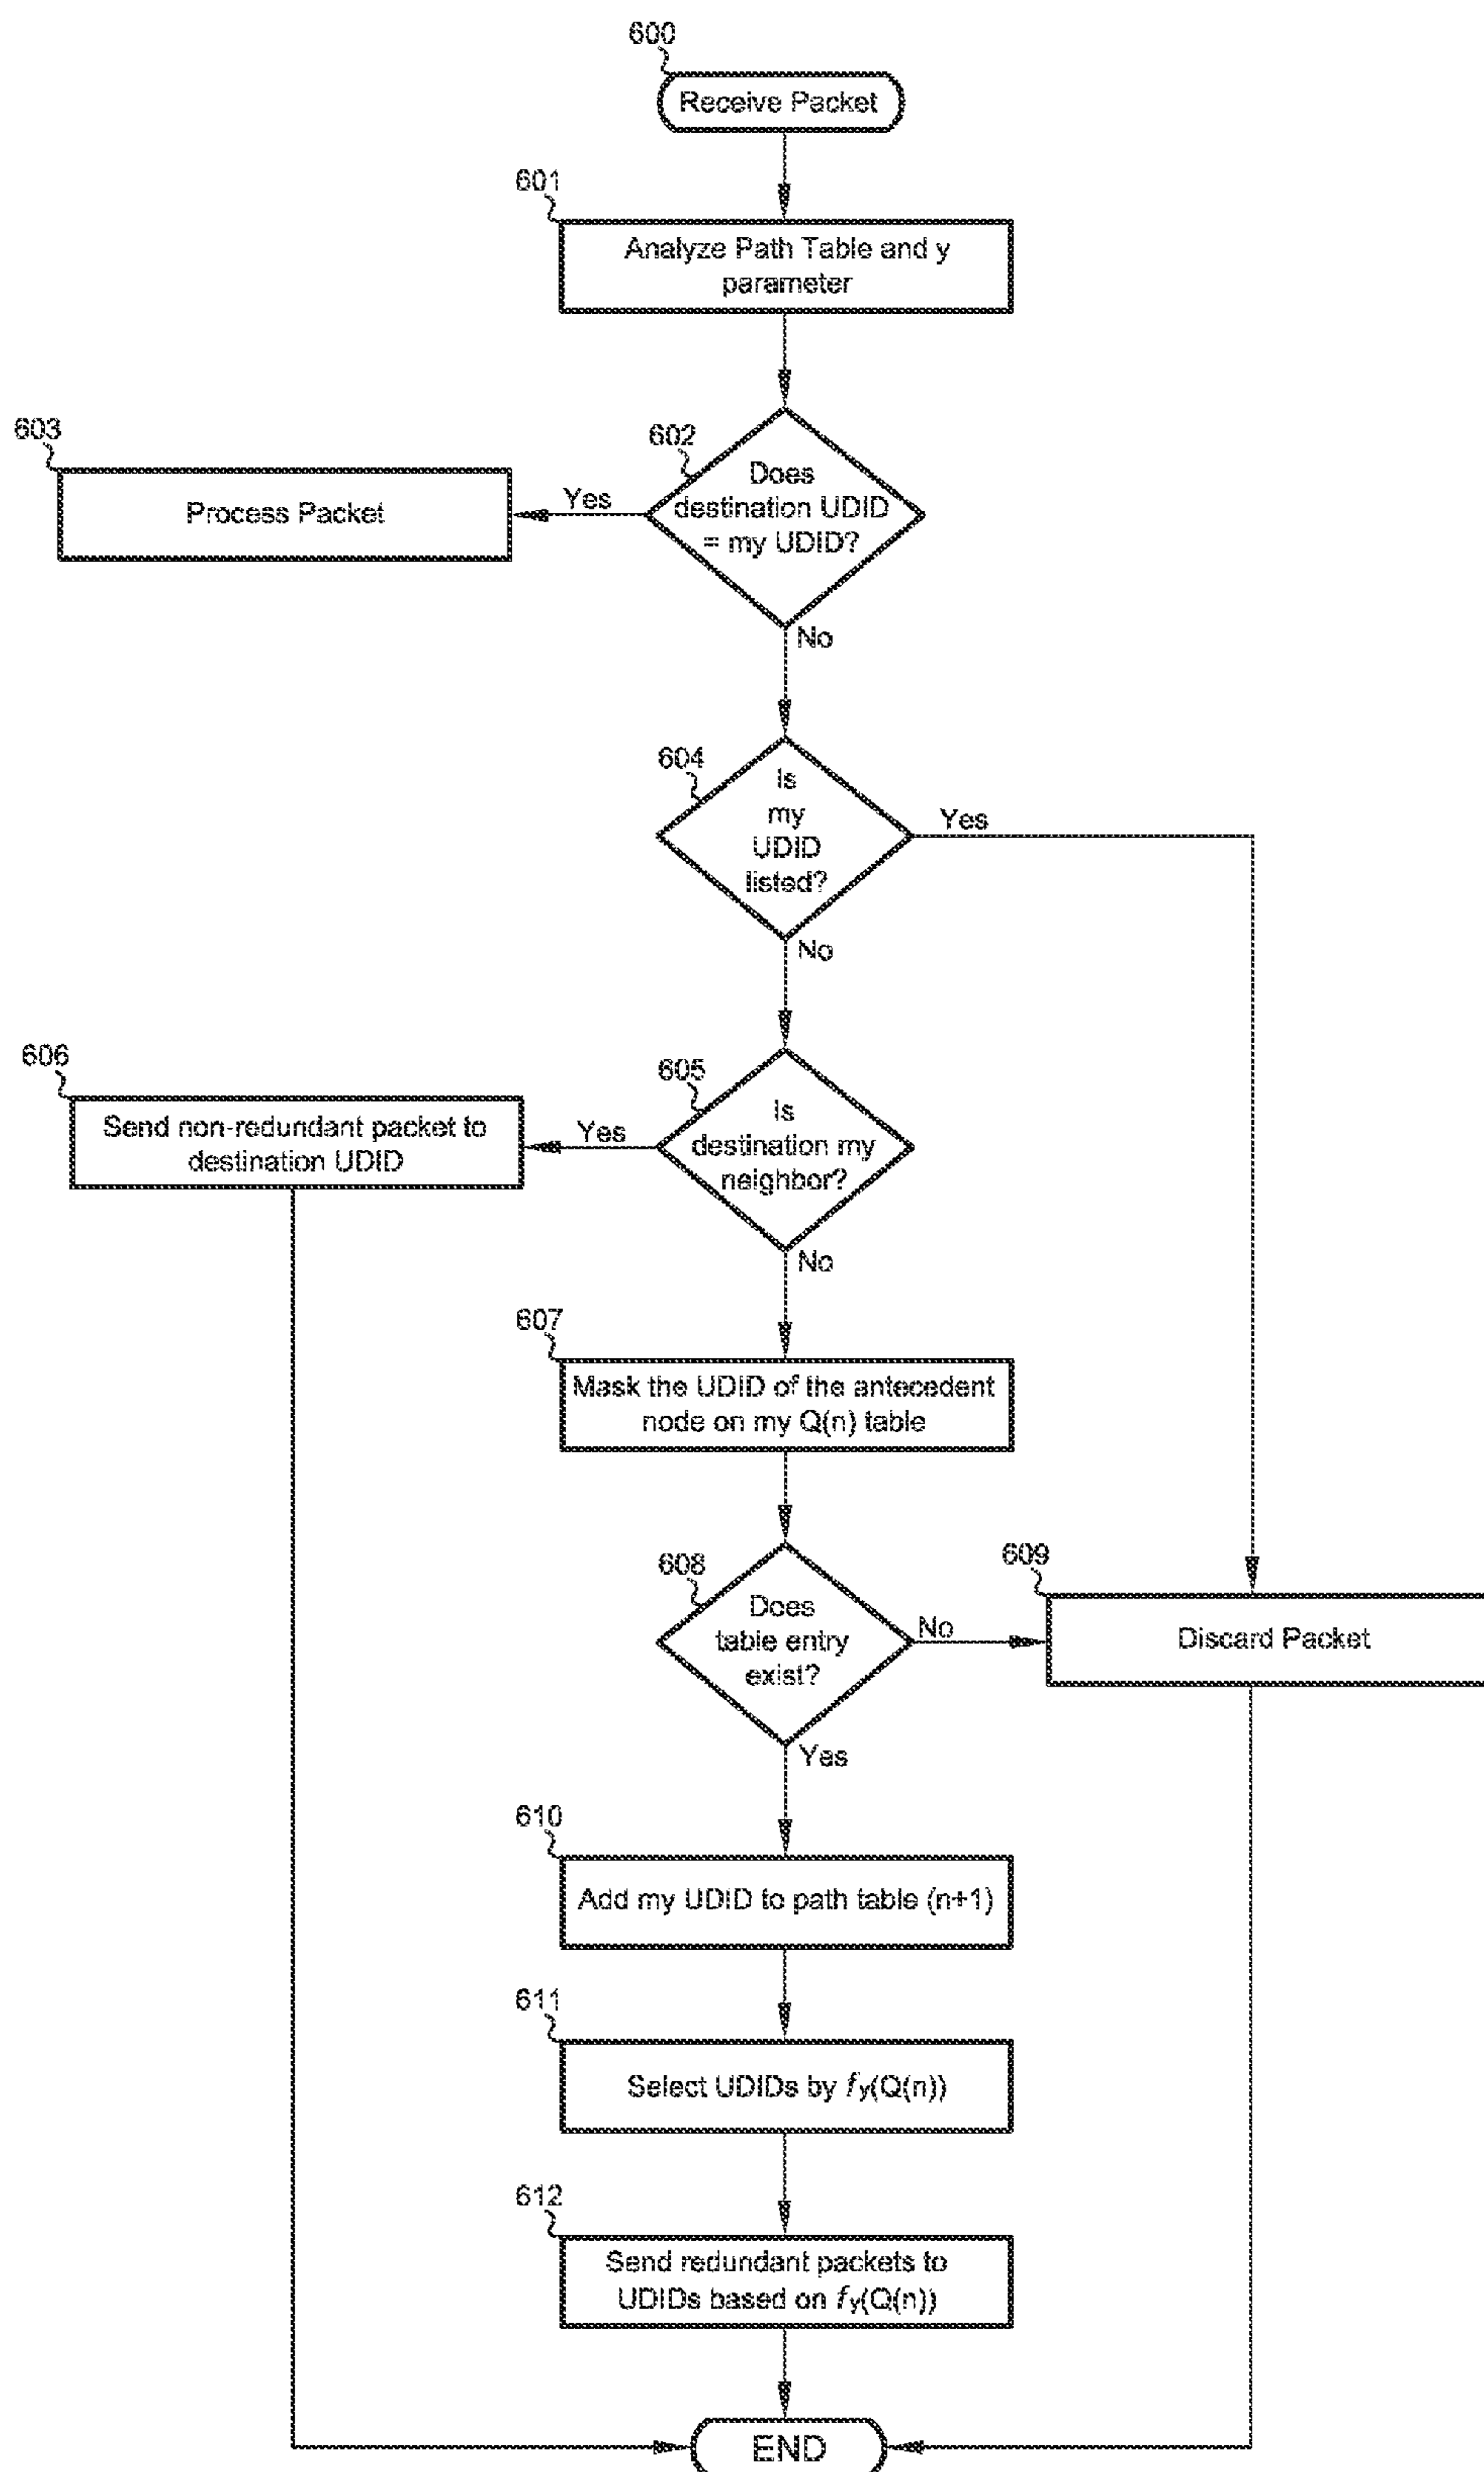 600
Receive Packet
601
Analyze Path Table and y
parameter
602
Does
destination UDID
= my UDID?
Yes
603
Process Packet
No
604
Is
my
UDID
listed?
Yes
No
605
Is
destination my
neighbor?
Yes
606
Send non-redundant packet to
destination UDID
No
607
Mask the UDID of the antecedent
node on my Q(n) table
608
Does
table entry
exist?
No
609
Discard Packet
Yes
610
Add my UDID to path table (n+1)
611
Select UDIDs by fy(Q(n))
612
Send redundant packets to
UDIDs based on fy(Q(n))
END